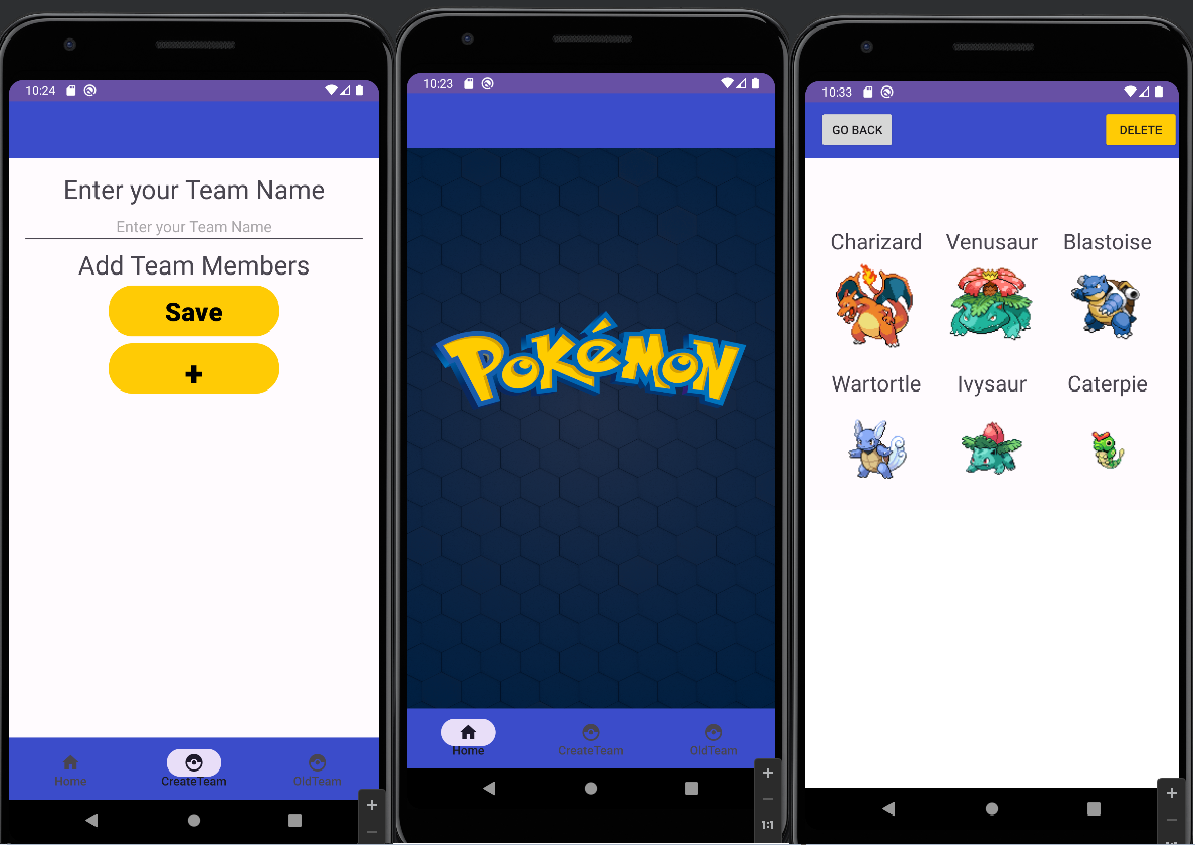 10:24
Enter your Team Name
Enter your Team Name
Add Team Members
Save
+
Home
CreateTeam
OldTeam
+
10:23
POKéMON
Home
CreateTeam
OldTeam
+
1:1
10:33
GO BACK
DELETE
Charizard Venusaur Blastoise
Wartortle Ivysaur Caterpie
+